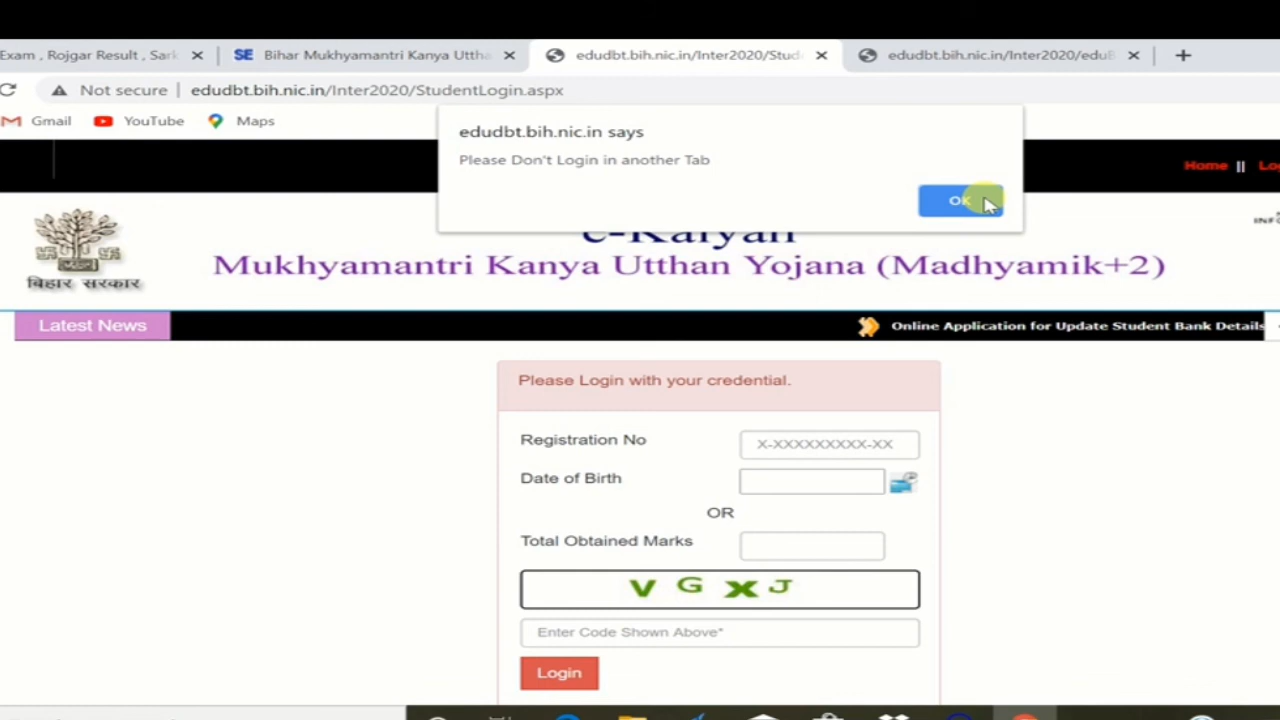 Exam , Rojgar Result , Sark
SE Bihar Mukhyamantri Kanya Uttha
edudbt.bih.nic.in/Inter2020/Stud
edudbt.bih.nic.in/Inter2020/eduB
Not secure | edudbt.bih.nic.in/Inter2020/StudentLogin.aspx
Gmail YouTube Maps
edudbt.bih.nic.in says
Please Don't Login in another Tab
OK
Home || Lo
e-Kalyan
Mukhyamantri Kanya Utthan Yojana (Madhyamik+2)
बिहार सरकार
Latest News
Online Application for Update Student Bank Details
Please Login with your credential.
Registration No X-XXXXXXXXX-XX
Date of Birth
OR
Total Obtained Marks
V G X J
Enter Code Shown Above*
Login